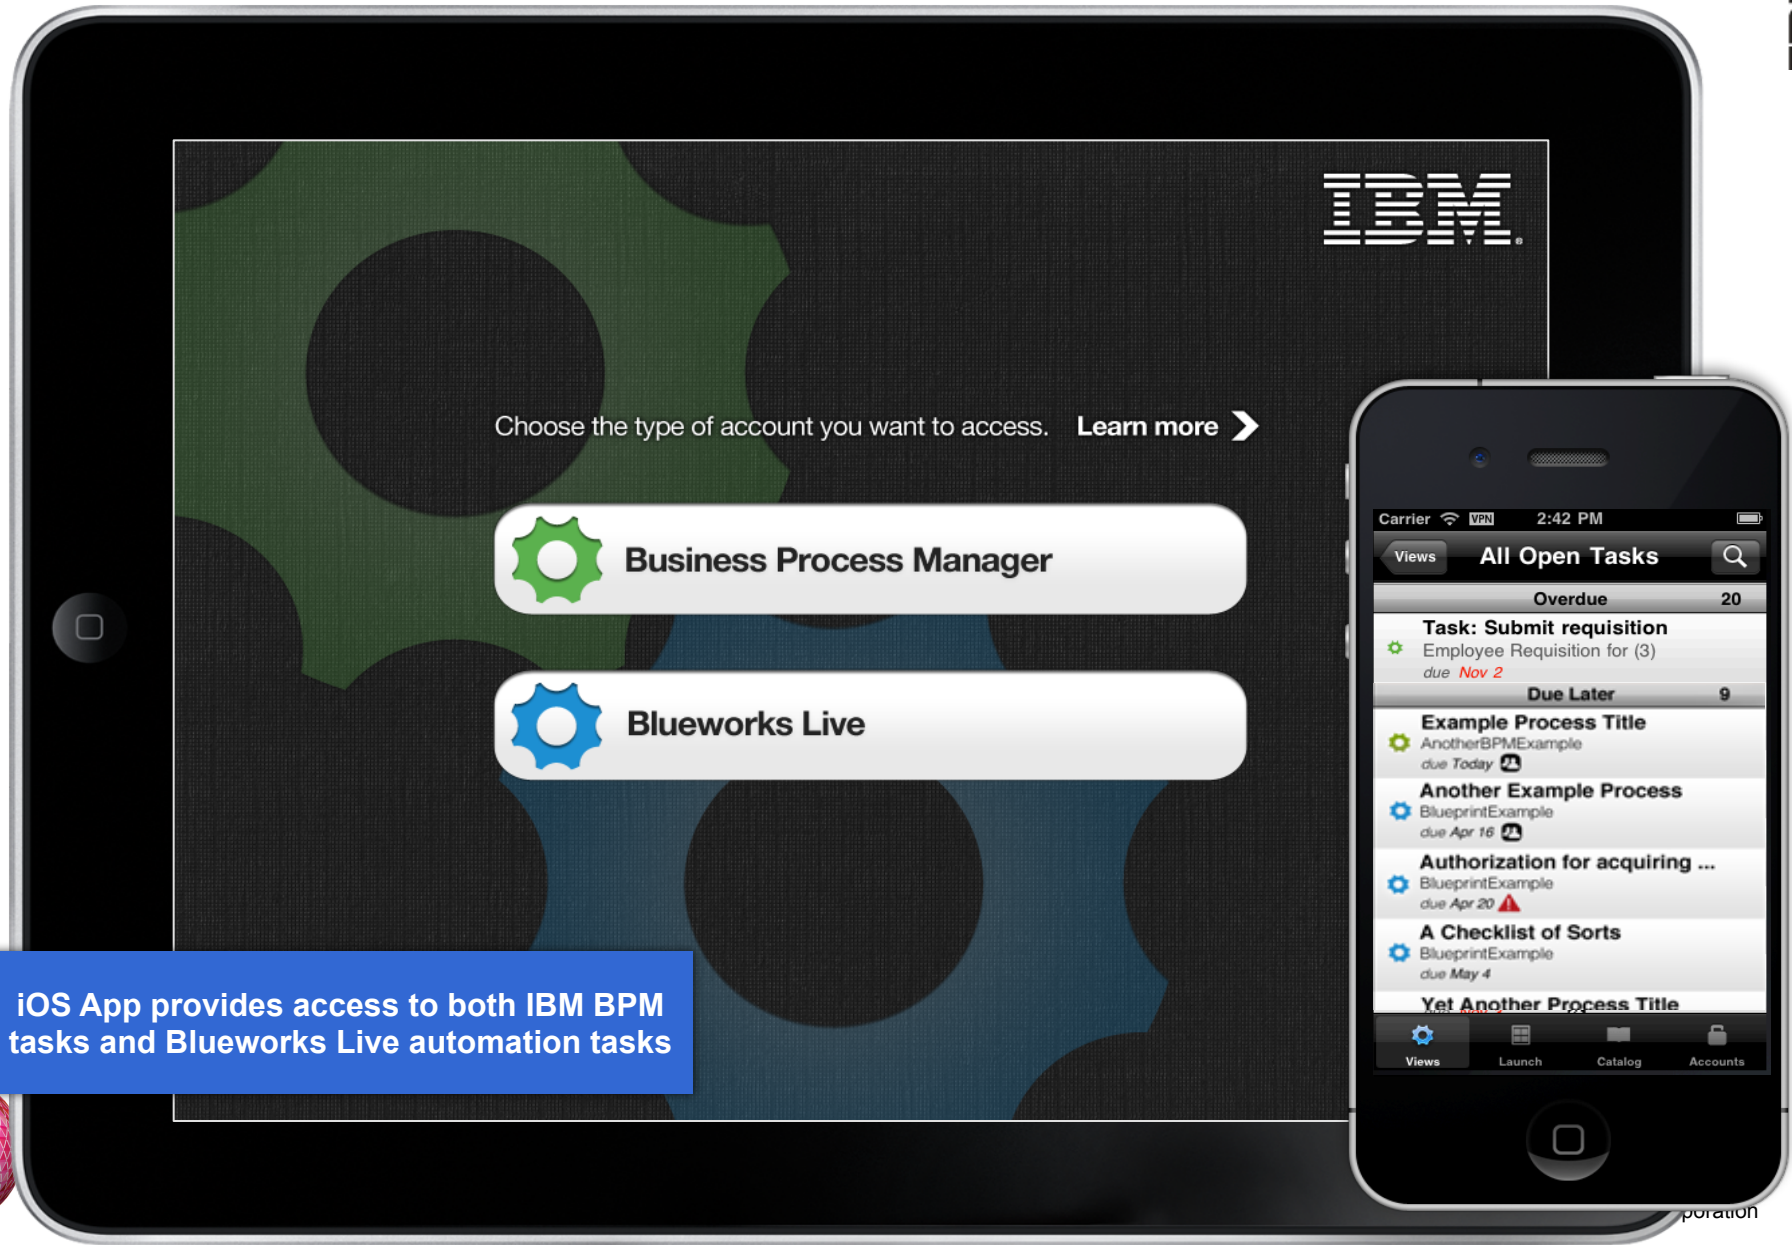 IBM
Choose the type of account you want to access. Learn more
Business Process Manager
Blueworks Live
iOS App provides access to both IBM BPM
tasks and Blueworks Live automation tasks
Carrier VPN 2:42 PM
Views All Open Tasks
Overdue 20
Task: Submit requisition
Employee Requisition for (3)
due Nov 2
Due Later 9
Example Process Title
AnotherBPMExample
due Today
Another Example Process
BlueprintExample
due Apr 16
Authorization for acquiring ...
BlueprintExample
due Apr 20
A Checklist of Sorts
BlueprintExample
due May 4
Yet Another Process Title
Views Launch Catalog Accounts
poration